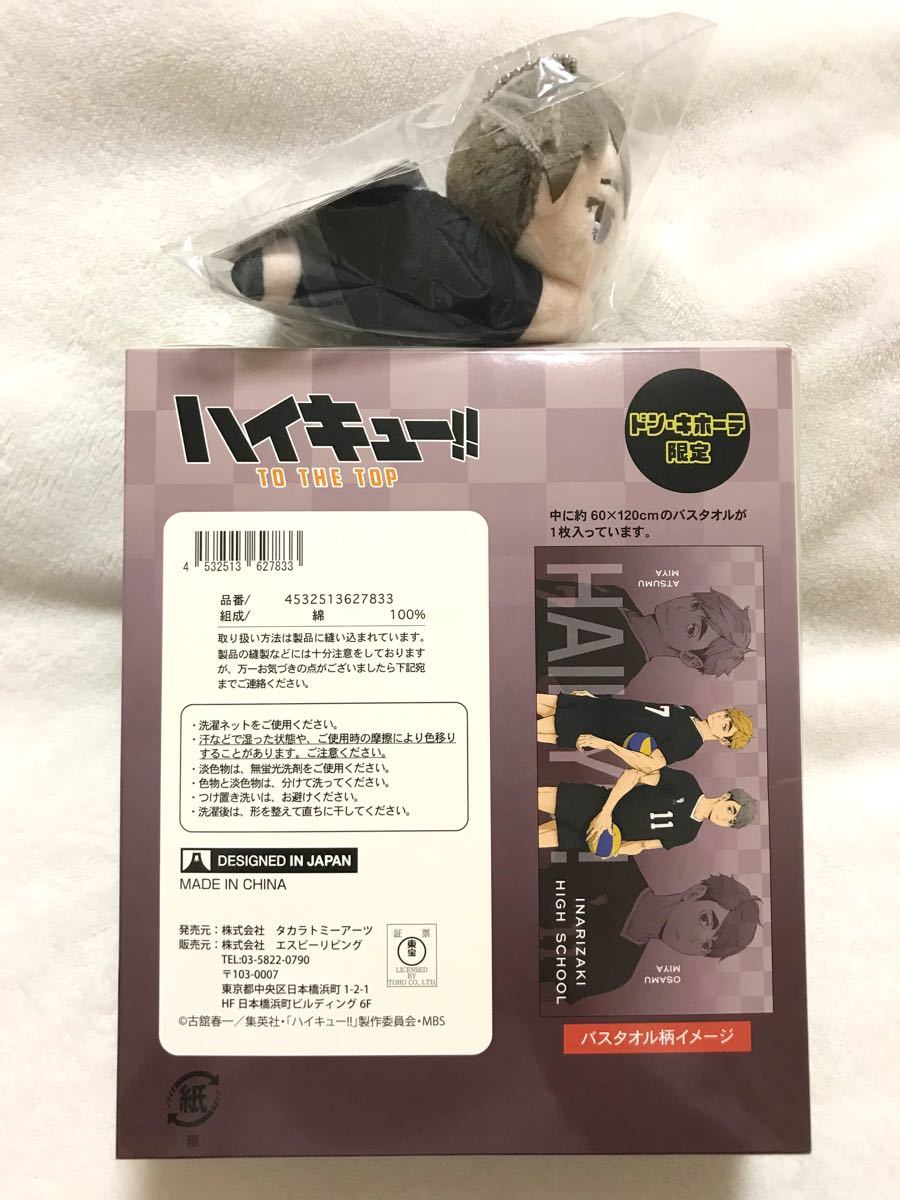 ハイキュー!!
TO THE TOP
ドン・キホーテ
限定
中に約 60×120cmのバスタオルが
1枚入っています。
4 532513 627833
品番/ 4532513627833
組成/ 綿 100%
取り扱い方法は製品に縫い込まれています。
製品の縫製などには十分注意をしております
が、万一お気づきの点がございましたら下記宛
までご連絡ください。
・洗濯ネットをご使用ください。
・汗などで湿った状態や、ご使用時の摩擦により色移り
することがあります。ご注意ください。
・淡色物は、無蛍光洗剤をご使用ください。
・色物と淡色物は、分けて洗ってください。
・つけ置き洗いは、お避けください。
・洗濯後は、形を整えて直ちに干してください。
DESIGNED IN JAPAN
MADE IN CHINA
発売元：株式会社 タカラトミーアーツ
販売元：株式会社 エスビーリビング
TEL:03-5822-0790
〒103-0007
東京都中央区日本橋浜町 1-2-1
HF 日本橋浜町ビルディング 6F
証 票
東宝
LICENSED
BY
TOHO CO., LTD
©古舘春一／集英社・「ハイキュー!!」製作委員会・MBS
ATSUMU
MIYA
7
11
INARIZAKI
HIGH SCHOOL
OSAMU
MIYA
バスタオル柄イメージ
紙
箱